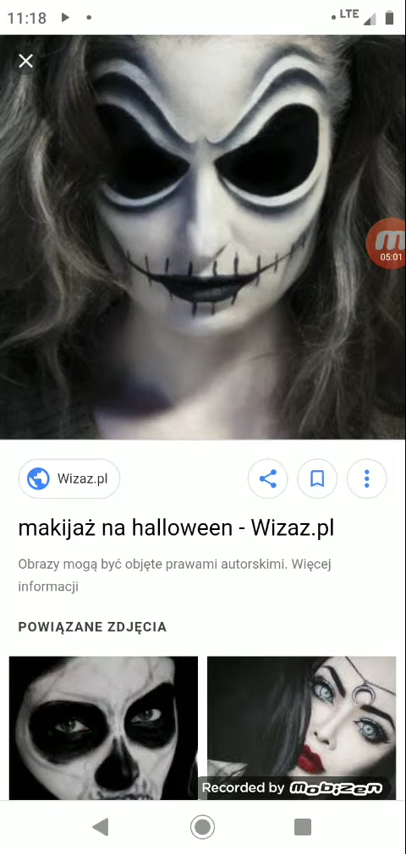 11:18
LTE
05:01
Wizaz.pl
makijaż na halloween - Wizaz.pl
Obrazy mogą być objęte prawami autorskimi. Więcej
informacji
POWIĄZANE ZDJĘCIA
Recorded by mobizen